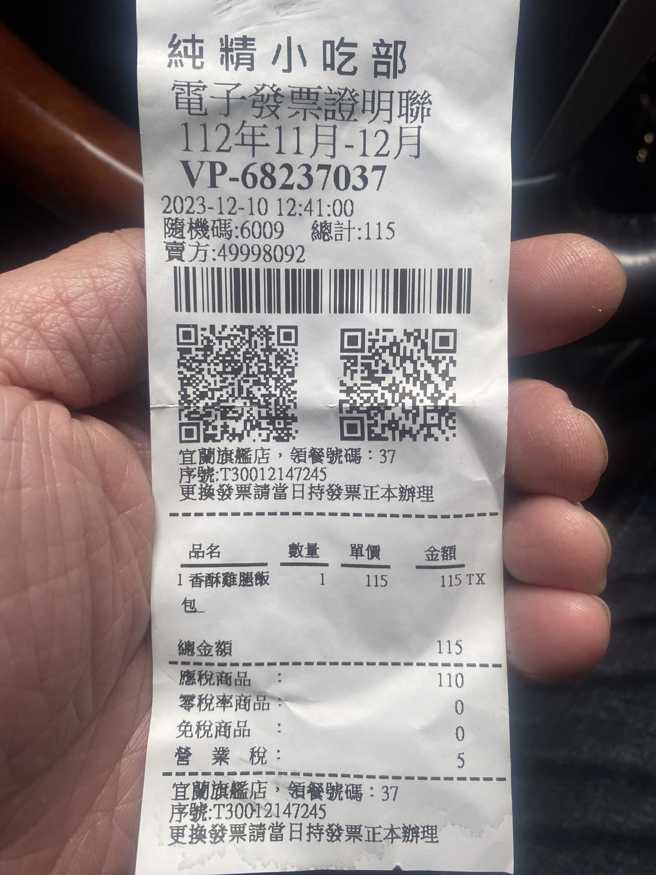 純精小吃部
電子發票證明聯
112年11月-12月
VP-68237037
2023-12-10 12:41:00
隨機碼:6009 總計:115
賣方:49998092
宜蘭旗艦店,領餐號碼:37
序號:T30012147245
更換發票請當日持發票正本辦理
品名 數量 單價 金額
1 香酥雞腿飯 1 115 115 TX
包_
總金額 115
應稅商品 : 110
零稅率商品: 0
免稅商品 : 0
營業稅: 5
宜蘭旗艦店,領餐號碼:37
序號:T30012147245
更換發票請當日持發票正本辦理